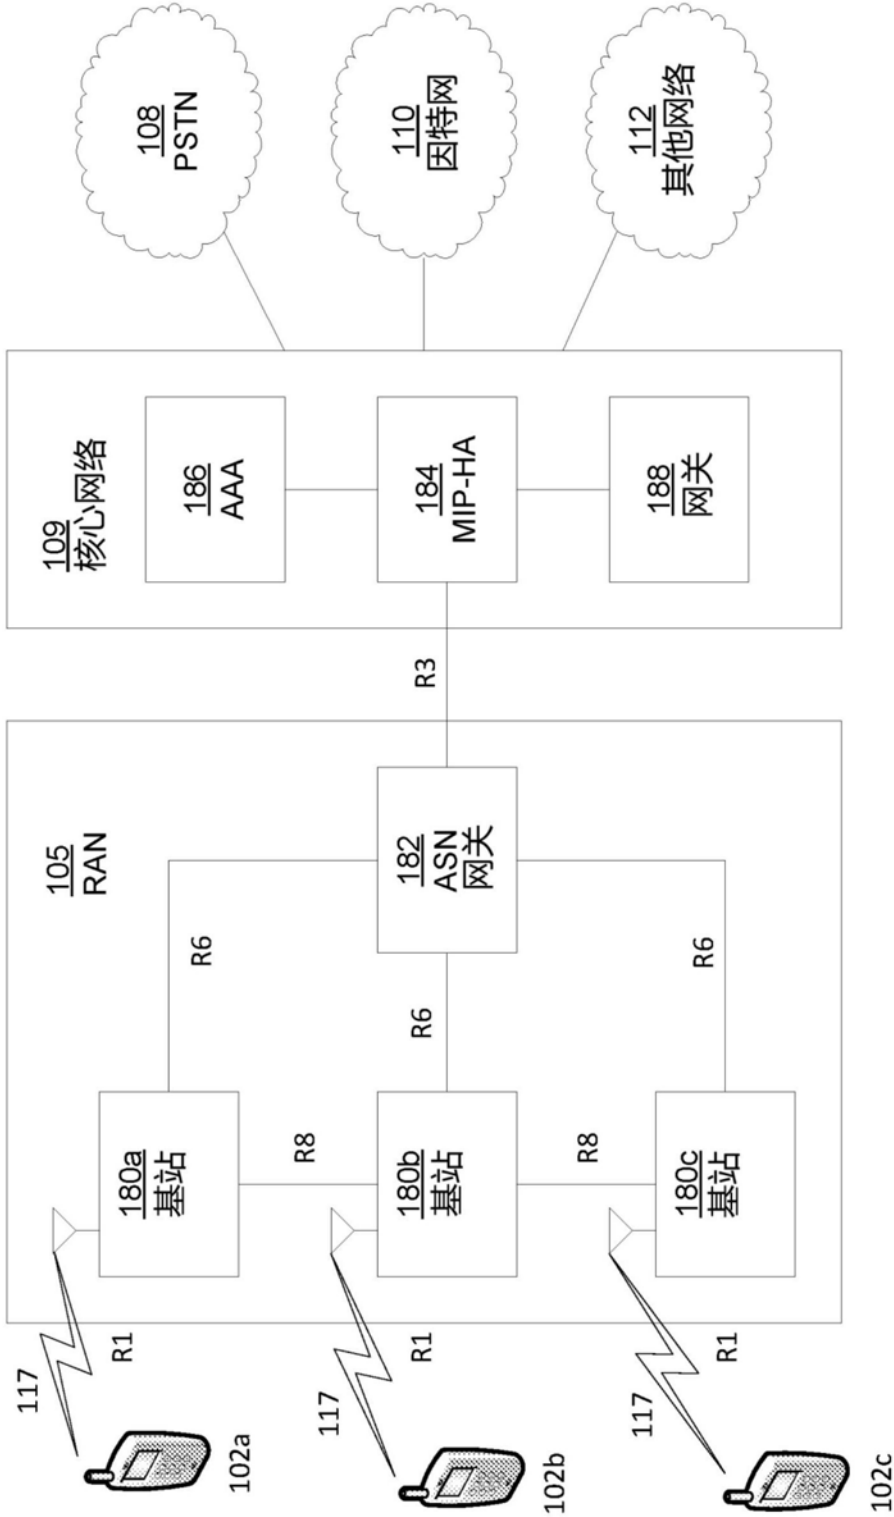 108
PSTN
110
因特网
112
其他网络
109
核心网络
186
AAA
184
MIP-HA
188
网关
R3
105
RAN
182
ASN
网关
R6
R6
R6
180a
基站
R8
180b
基站
R8
180c
基站
117
R1
117
R1
117
R1
102a
102b
102c